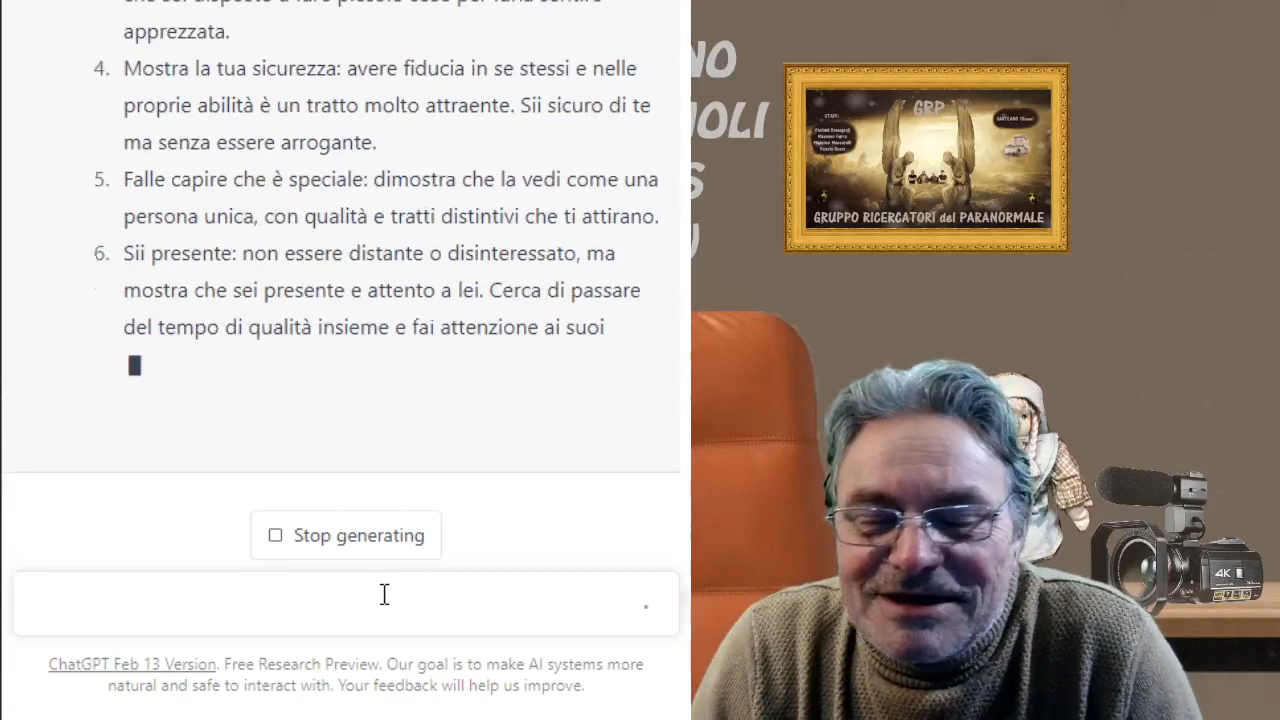 apprezzata.
4. Mostra la tua sicurezza: avere fiducia in se stessi e nelle
proprie abilità è un tratto molto attraente. Sii sicuro di te
ma senza essere arrogante.
5. Falle capire che è speciale: dimostra che la vedi come una
persona unica, con qualità e tratti distintivi che ti attirano.
6. Sii presente: non essere distante o disinteressato, ma
mostra che sei presente e attento a lei. Cerca di passare
del tempo di qualità insieme e fai attenzione ai suoi
Stop generating
ChatGPT Feb 13 Version. Free Research Preview. Our goal is to make AI systems more
natural and safe to interact with. Your feedback will help us improve.
NO
OLI
S
GRP
STAFF:
GRUPPO RICERCATORI del PARANORMALE
4K